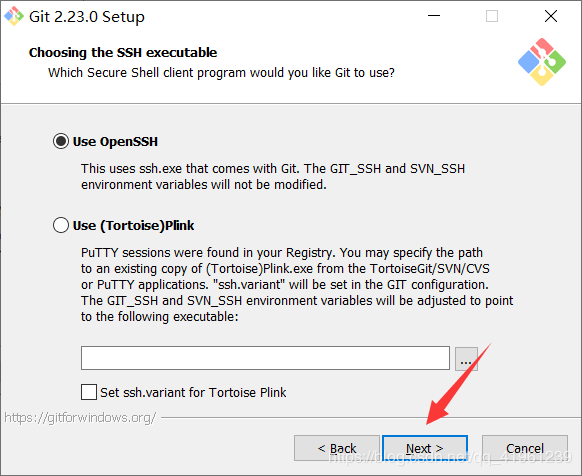 Git 2.23.0 Setup
Choosing the SSH executable
Which Secure Shell client program would you like Git to use?
Use OpenSSH
This uses ssh.exe that comes with Git. The GIT_SSH and SVN_SSH
environment variables will not be modified.
Use (Tortoise)Plink
PuTTY sessions were found in your Registry. You may specify the path
to an existing copy of (Tortoise)Plink.exe from the TortoiseGit/SVN/CVS
or PuTTY applications. "ssh.variant" will be set in the GIT configuration.
The GIT_SSH and SVN_SSH environment variables will be adjusted to point
to the following executable:
...
Set ssh.variant for Tortoise Plink
https://gitforwindows.org/
< Back Next > Cancel